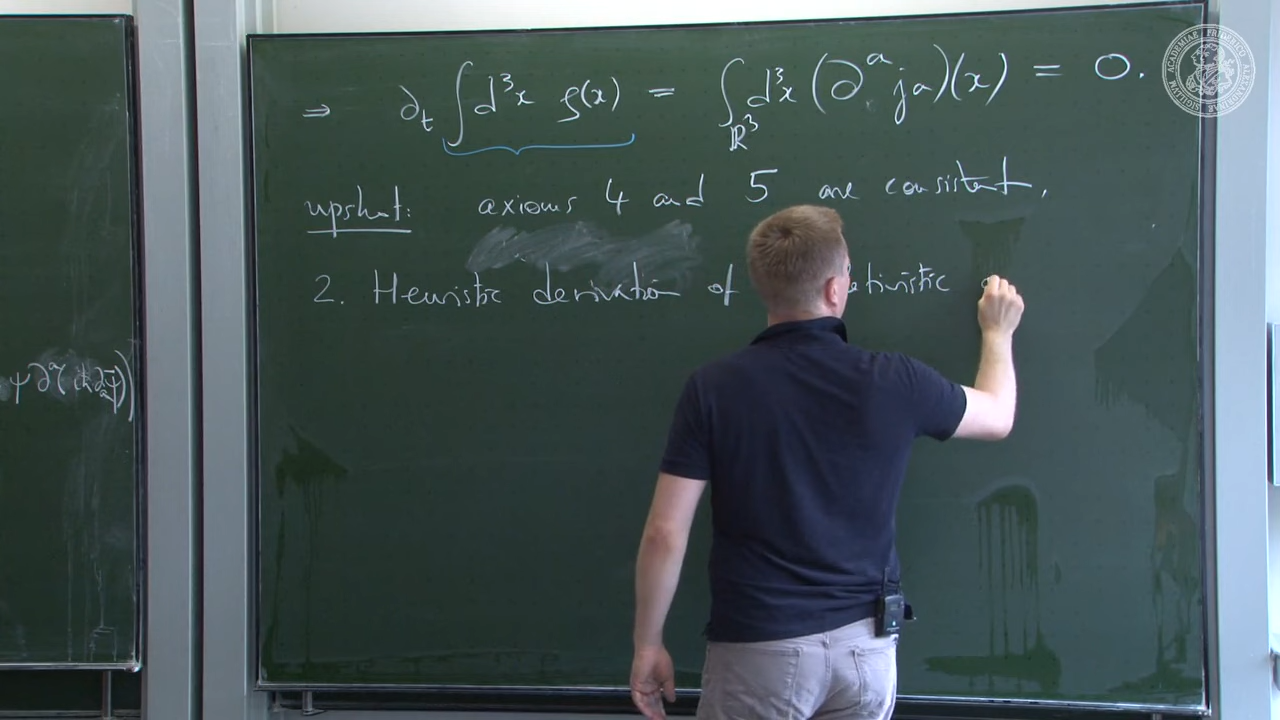 ⇒ ∂_t ∫ d³x ρ(x) = ∫_{ℝ³} d³x (∂^a j_a)(x) = 0.
upshot: axioms 4 and 5 are consistent.
2. Heuristic derivation of